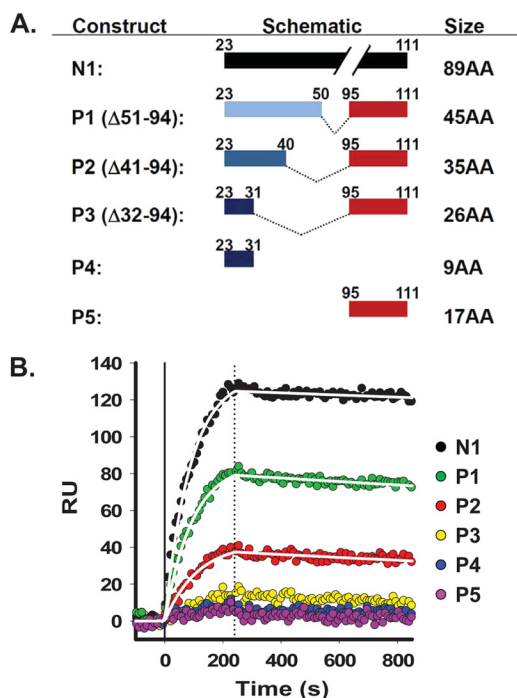 A. Construct Schematic Size
23 111
N1: 89AA
23 50 95 111
P1 (Δ51-94): 45AA
23 40 95 111
P2 (Δ41-94): 35AA
23 31 95 111
P3 (Δ32-94): 26AA
23 31
P4: 9AA
95 111
P5: 17AA
B.
140
120
100
80
60
40
20
0
RU
N1
P1
P2
P3
P4
P5
0 200 400 600 800
Time (s)